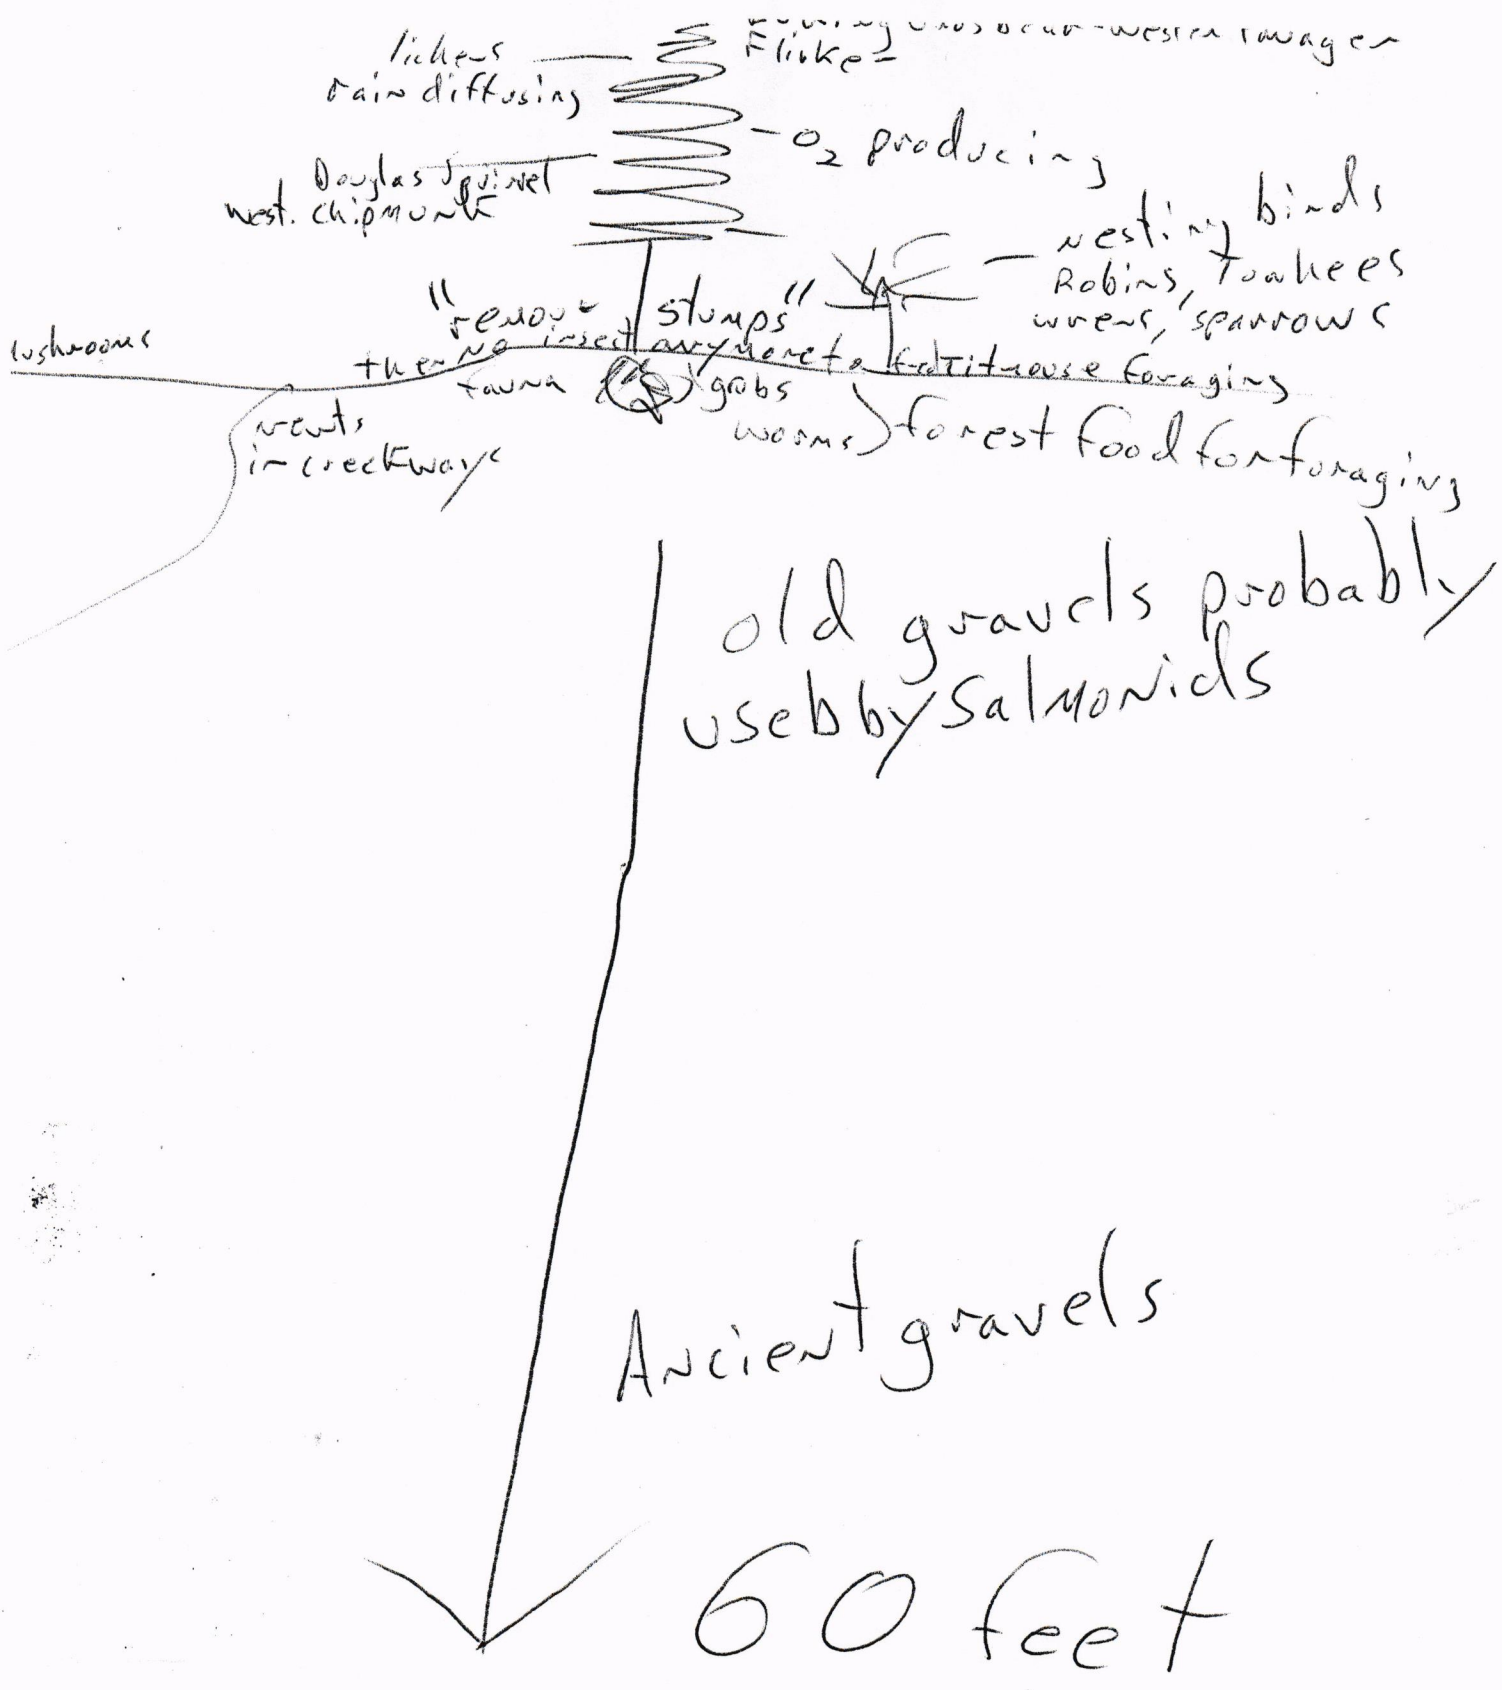 Flicker
lichens
rain diffusing
O2 producing
Douglas Squirrel
west. chipmunk
nesting birds
Robins, Towhees
wrens, sparrows
"remove stumps"
then no insect anymore to titmouse foraging
fauna
grubs
worms
forest food for foraging
newts
in creekways
old gravels probably
used by Salmonids
Ancient gravels
60 feet